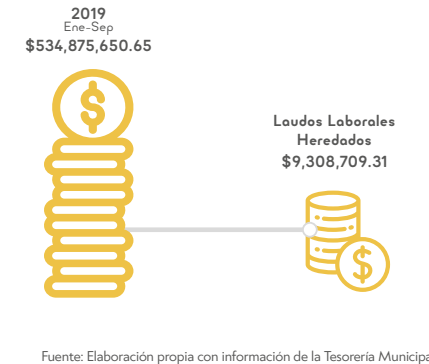 2019
Ene-Sep
$534,875,650.65
$
Laudos Laborales
Heredados
$9,308,709.31
$
Fuente: Elaboración propia con información de la Tesorería Municipa